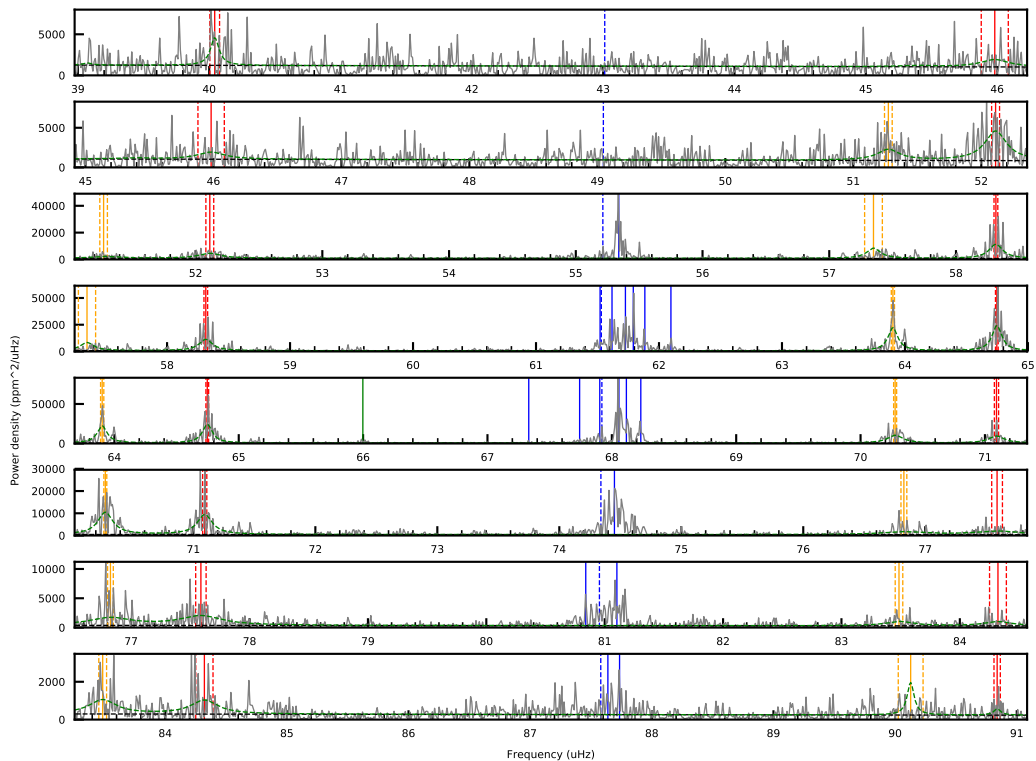 5000
0
39 40 41 42 43 44 45 46
5000
0
45 46 47 48 49 50 51 52
40000
20000
0
52 53 54 55 56 57 58
50000
25000
0
58 59 60 61 62 63 64 65
50000
0
64 65 66 67 68 69 70 71
30000
20000
10000
0
71 72 73 74 75 76 77
10000
5000
0
77 78 79 80 81 82 83 84
2000
0
84 85 86 87 88 89 90 91
Power density (ppm^2/uHz)
Frequency (uHz)